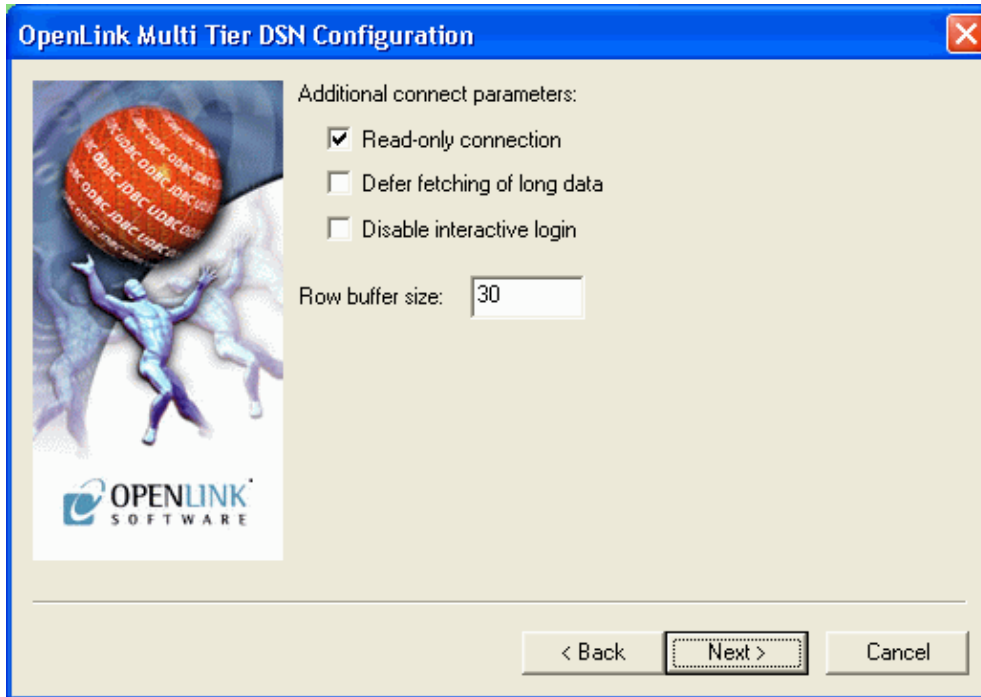 OpenLink Multi Tier DSN Configuration
Additional connect parameters:
Read-only connection
Defer fetching of long data
Disable interactive login
Row buffer size: 30
OPENLINK
SOFTWARE
< Back Next > Cancel